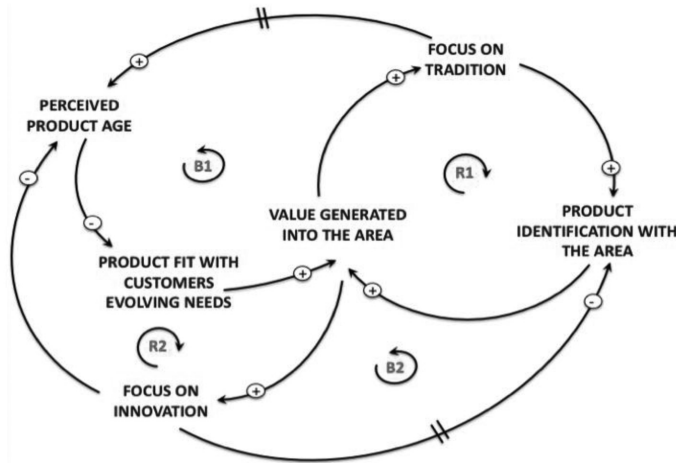 FOCUS ON
TRADITION
+
+
PERCEIVED
PRODUCT AGE
B1
R1
+
-
-
VALUE GENERATED
INTO THE AREA
PRODUCT
IDENTIFICATION WITH
THE AREA
PRODUCT FIT WITH
CUSTOMERS
EVOLVING NEEDS
+
+
-
R2
B2
FOCUS ON
INNOVATION
+